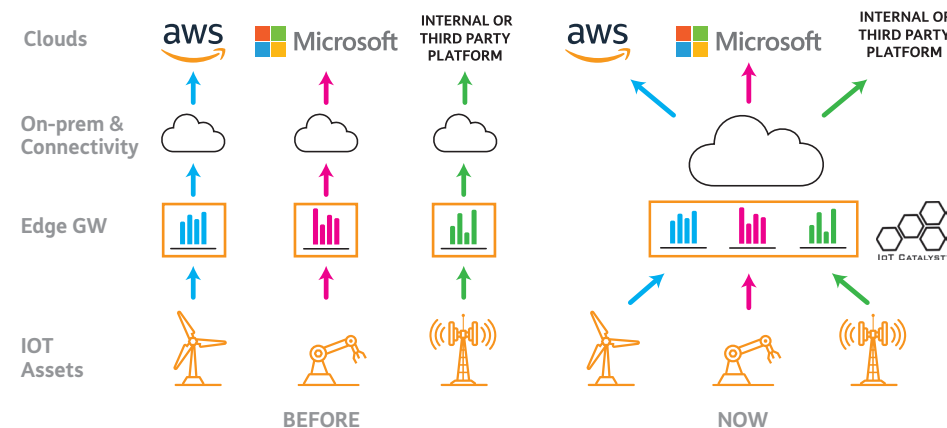 Clouds
aws
Microsoft
INTERNAL OR
THIRD PARTY
PLATFORM
aws
Microsoft
INTERNAL OR
THIRD PARTY
PLATFORM
On-prem &
Connectivity
Edge GW
IoT CATALYST
IOT
Assets
BEFORE
NOW